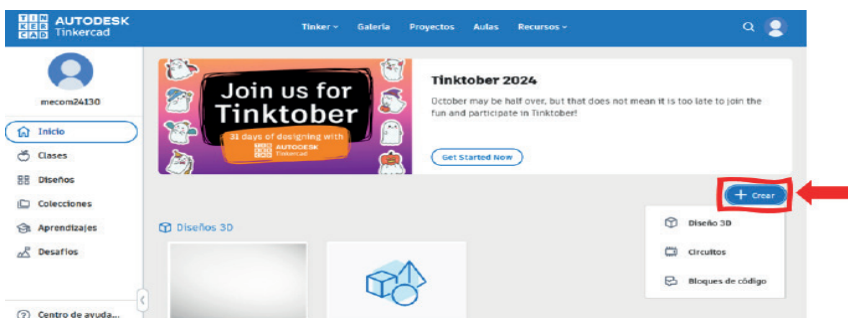 TIN KER CAD
AUTODESK
Tinkercad
Tinker
Galería
Proyectos
Aulas
Recursos
mecom24130
Inicio
Clases
Diseños
Colecciones
Aprendizajes
Desafíos
Centro de ayuda...
Join us for
Tinktober
31 days of designing with
AUTODESK
Tinkercad
Tinktober 2024
October may be half over, but that does not mean it is too late to join the
fun and participate in Tinktober!
Get Started Now
+ Crear
Diseño 3D
Circuitos
Bloques de código
Diseños 3D